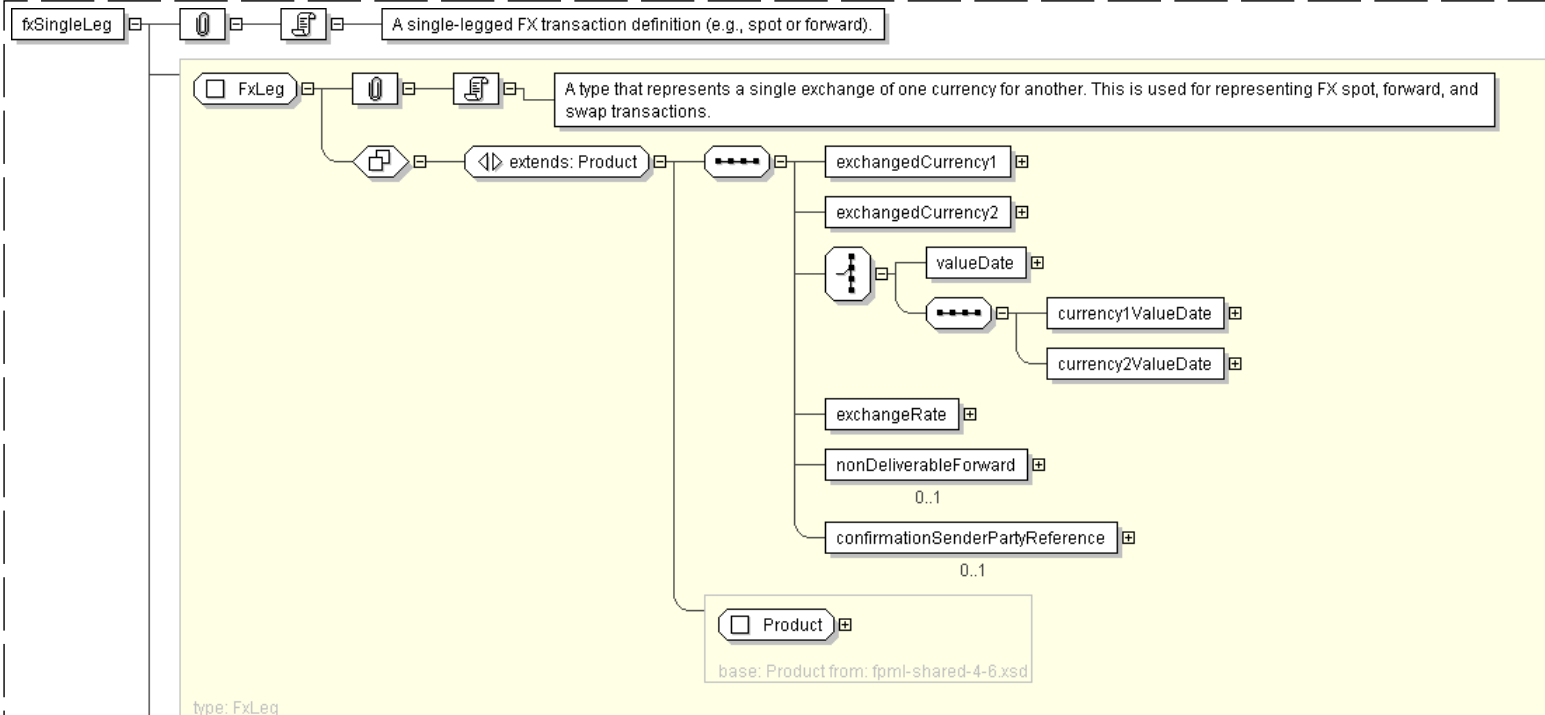 fxSingleLeg
A single-legged FX transaction definition (e.g., spot or forward).
FxLeg
A type that represents a single exchange of one currency for another. This is used for representing FX spot, forward, and
swap transactions.
extends: Product
exchangedCurrency1
exchangedCurrency2
valueDate
currency1ValueDate
currency2ValueDate
exchangeRate
nonDeliverableForward
0..1
confirmationSenderPartyReference
0..1
Product
base: Product from: fpml-shared-4-6.xsd
type: FxLeg